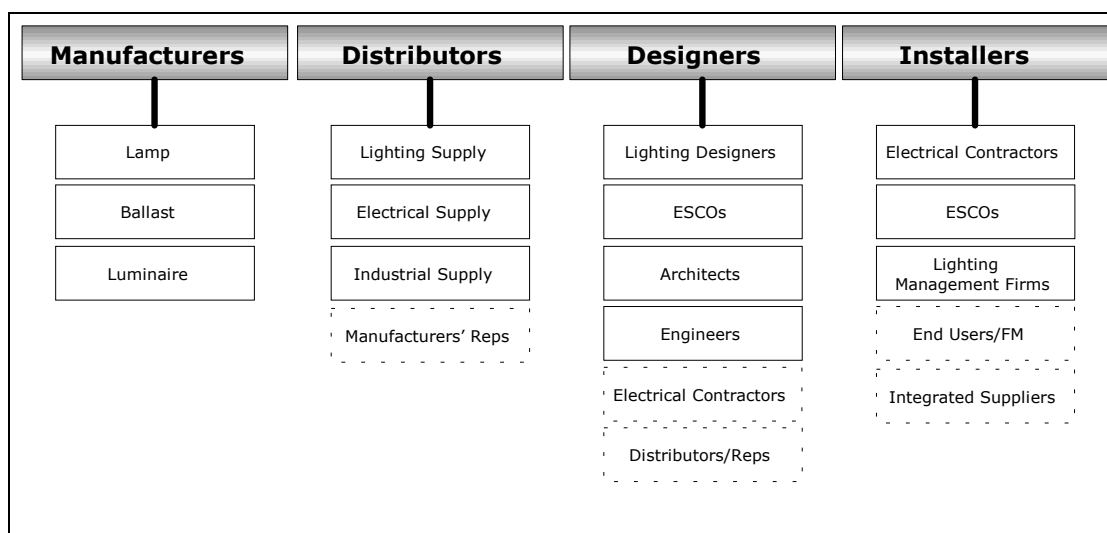 Manufacturers
Distributors
Designers
Installers
Lamp
Ballast
Luminaire
Lighting Supply
Electrical Supply
Industrial Supply
Manufacturers’ Reps
Lighting Designers
ESCOs
Architects
Engineers
Electrical Contractors
Distributors/Reps
Electrical Contractors
ESCOs
Lighting
Management Firms
End Users/FM
Integrated Suppliers